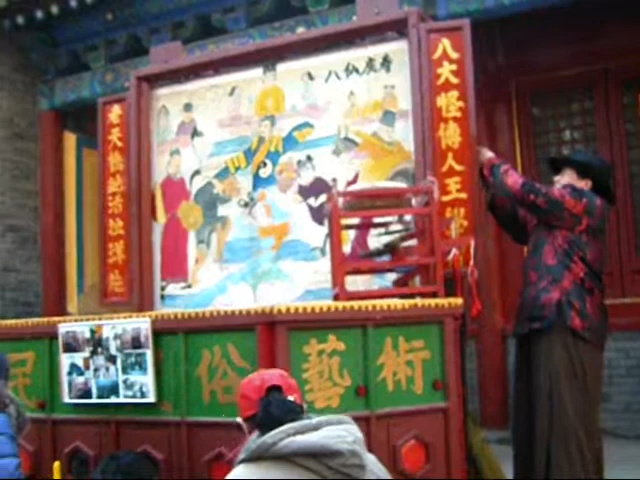 八仙慶壽
老天橋絕活拉洋片
八大怪傳人王學
民俗藝術